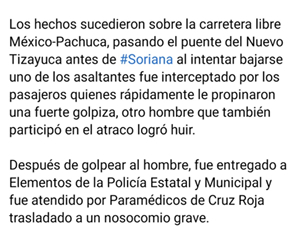 Los hechos sucedieron sobre la carretera libre
México-Pachuca, pasando el puente del Nuevo
Tizayuca antes de #Soriana al intentar bajarse
uno de los asaltantes fue interceptado por los
pasajeros quienes rápidamente le propinaron
una fuerte golpiza, otro hombre que también
participó en el atraco logró huir.

Después de golpear al hombre, fue entregado a
Elementos de la Policía Estatal y Municipal y
fue atendido por Paramédicos de Cruz Roja
trasladado a un nosocomio grave.